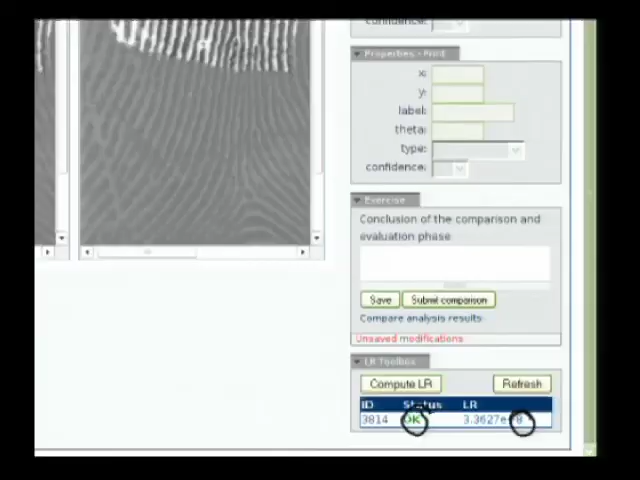 confidence:
Properties - Print
x:
y:
label:
theta:
type:
confidence:
Exercise
Conclusion of the comparison and
evaluation phase
Save Submit comparison
Compare analysis results
Unsaved modifications
LR Toolbox
Compute LR Refresh
ID Status LR
3814 OK